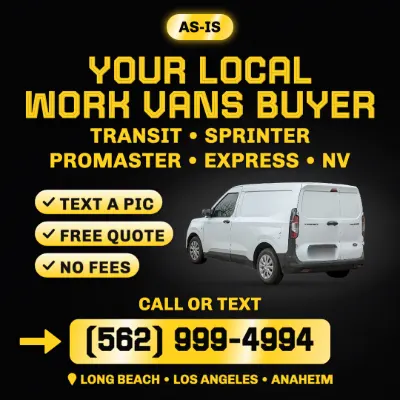 AS-IS
YOUR LOCAL
WORK VANS BUYER
TRANSIT • SPRINTER
PROMASTER • EXPRESS • NV
✓ TEXT A PIC
✓ FREE QUOTE
✓ NO FEES
CALL OR TEXT
(562) 999-4994
LONG BEACH • LOS ANGELES • ANAHEIM